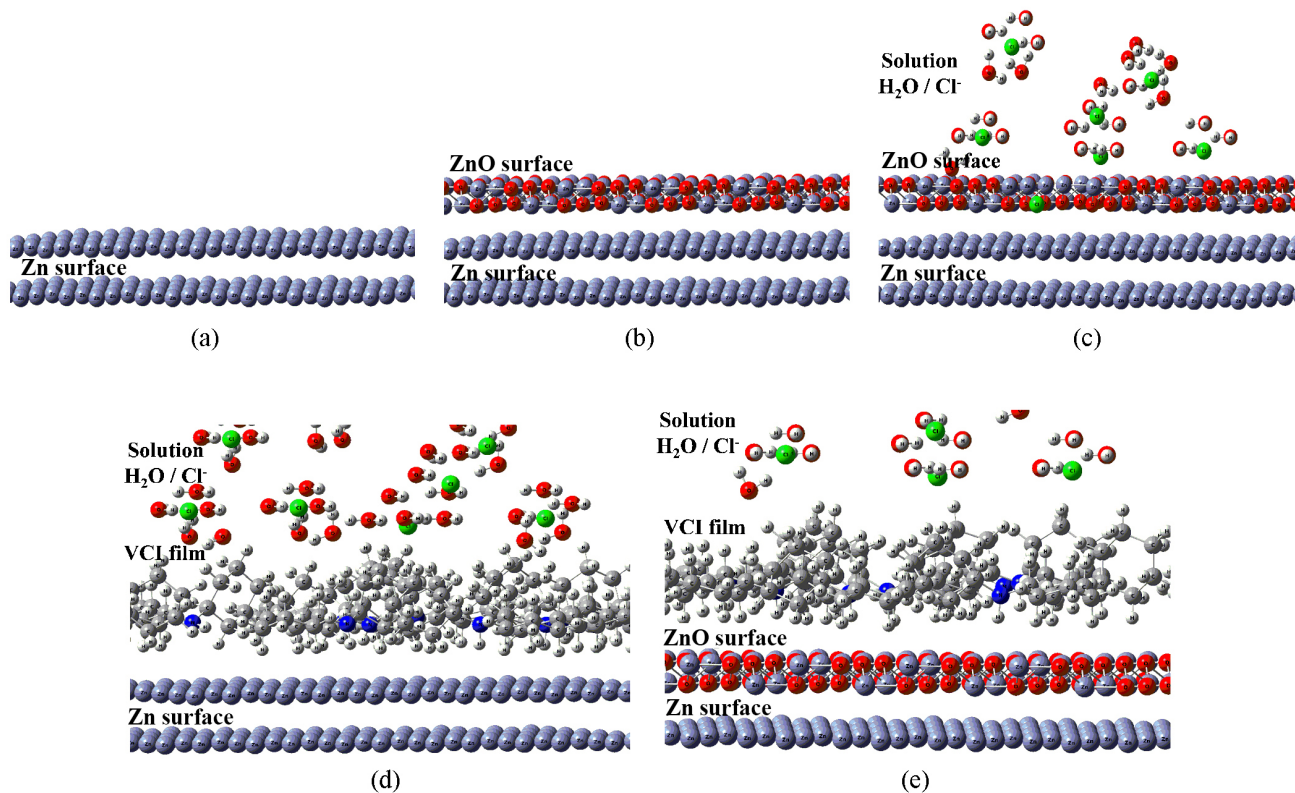 Zn surface
(a)
ZnO surface
Zn surface
(b)
Solution
H₂O / Cl⁻
ZnO surface
Zn surface
(c)
Solution
H₂O / Cl⁻
VCI film
Zn surface
(d)
Solution
H₂O / Cl⁻
VCI film
ZnO surface
Zn surface
(e)